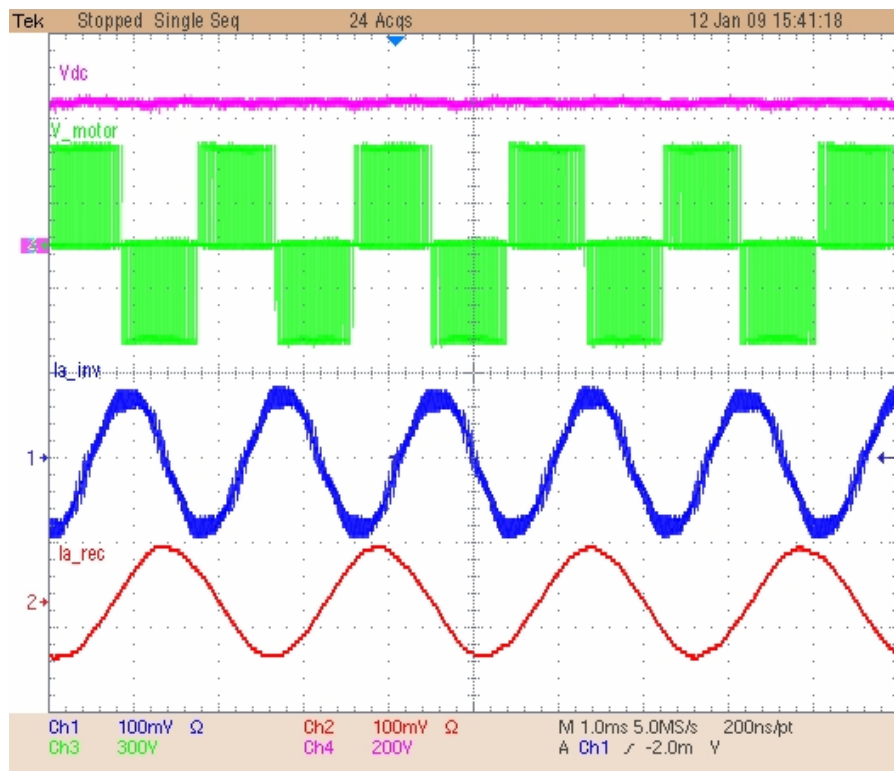 Tek Stopped Single Seq 24 Acqs 12 Jan 09 15:41:18
Vdc
V_motor
Ia_inv
1
Ia_rec
2
Ch1 100mV Ω Ch2 100mV Ω M 1.0ms 5.0MS/s 200ns/pt
Ch3 300V Ch4 200V A Ch1 ∕ -2.0m V